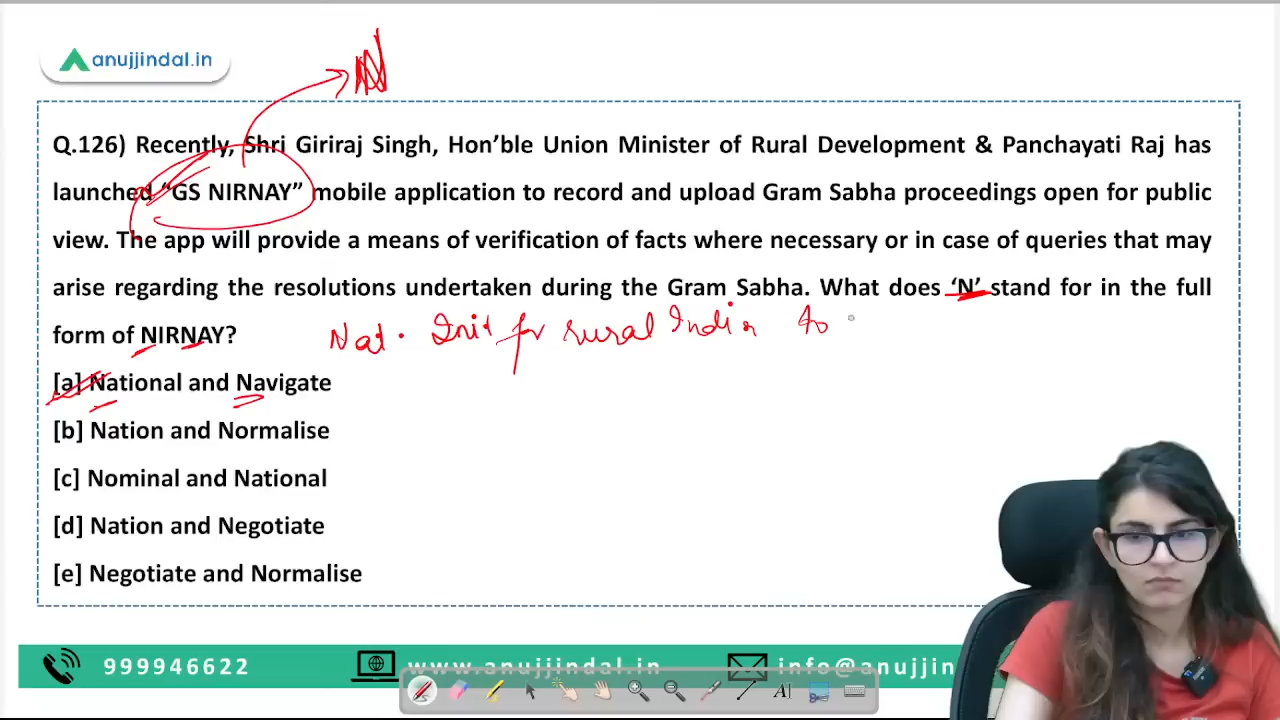 anujjindal.in
Q.126) Recently, Shri Giriraj Singh, Hon'ble Union Minister of Rural Development & Panchayati Raj has
launched "GS NIRNAY" mobile application to record and upload Gram Sabha proceedings open for public
view. The app will provide a means of verification of facts where necessary or in case of queries that may
arise regarding the resolutions undertaken during the Gram Sabha. What does 'N' stand for in the full
form of NIRNAY?
Nat. Init for rural India to
[a] National and Navigate
[b] Nation and Normalise
[c] Nominal and National
[d] Nation and Negotiate
[e] Negotiate and Normalise
999946622 www.anujjindal.in info@anujjin